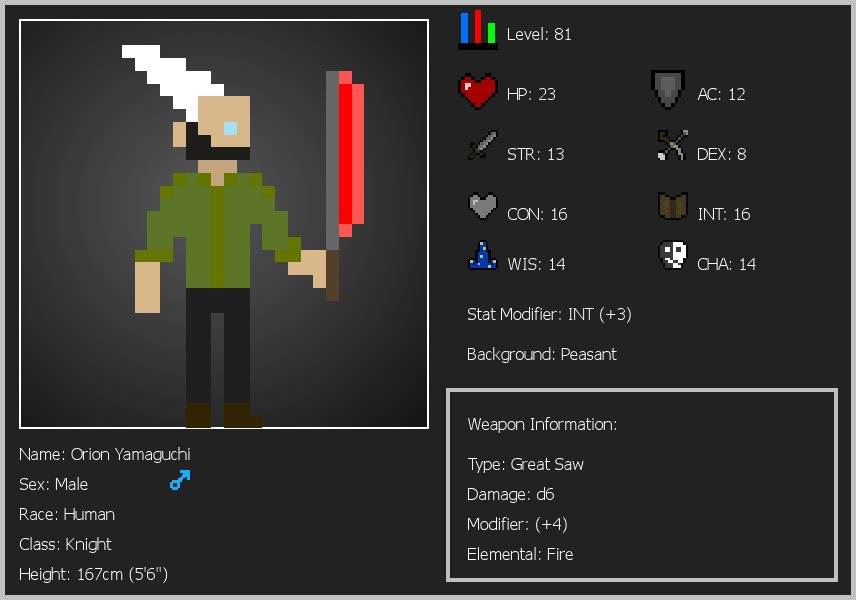 Level: 81
HP: 23
AC: 12
STR: 13
DEX: 8
CON: 16
INT: 16
WIS: 14
CHA: 14
Stat Modifier: INT (+3)
Background: Peasant
Weapon Information:
Type: Great Saw
Damage: d6
Modifier: (+4)
Elemental: Fire
Name: Orion Yamaguchi
Sex: Male
Race: Human
Class: Knight
Height: 167cm (5'6")